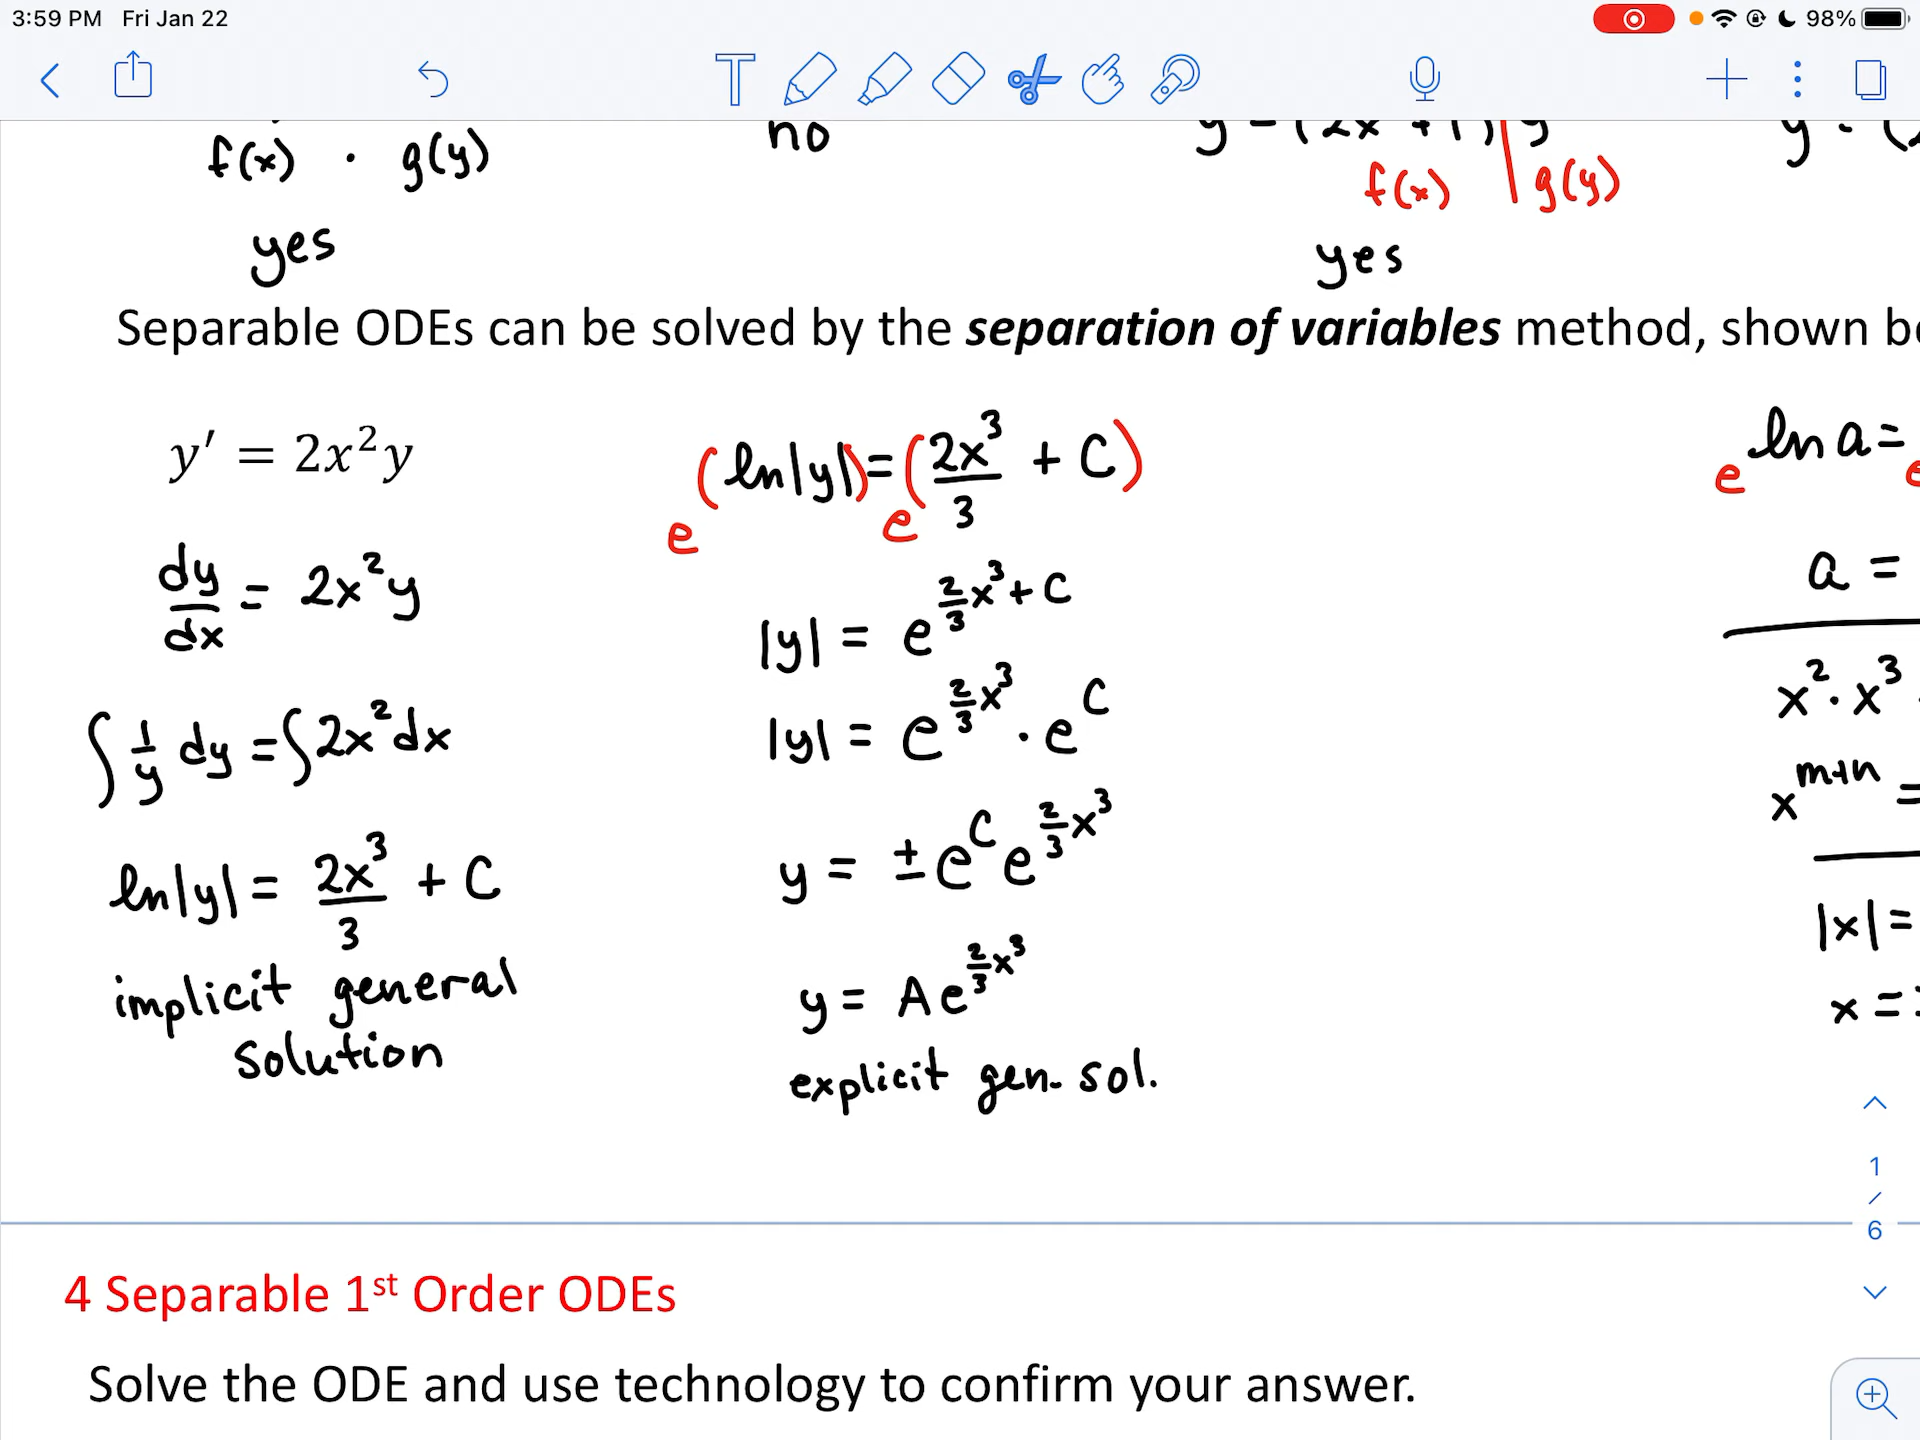 3:59 PM Fri Jan 22 98%
f(x) · g(y)
no
f(x) | g(y)
yes
yes
Separable ODEs can be solved by the separation of variables method, shown
y′ = 2x²y
dy/dx = 2x²y
∫ 1/y dy = ∫ 2x² dx
ln|y| = 2x³/3 + C
implicit general
solution
e^(ln|y|) = e^(2x³/3 + C)
|y| = e^(2/3 x³ + C)
|y| = e^(2/3 x³) · e^C
y = ± e^C e^(2/3 x³)
y = A e^(2/3 x³)
explicit gen. sol.
e^(ln a) =
a =
x² · x³
x^(m+n) =
|x| =
x =
1
/
6
4 Separable 1st Order ODEs
Solve the ODE and use technology to confirm your answer.